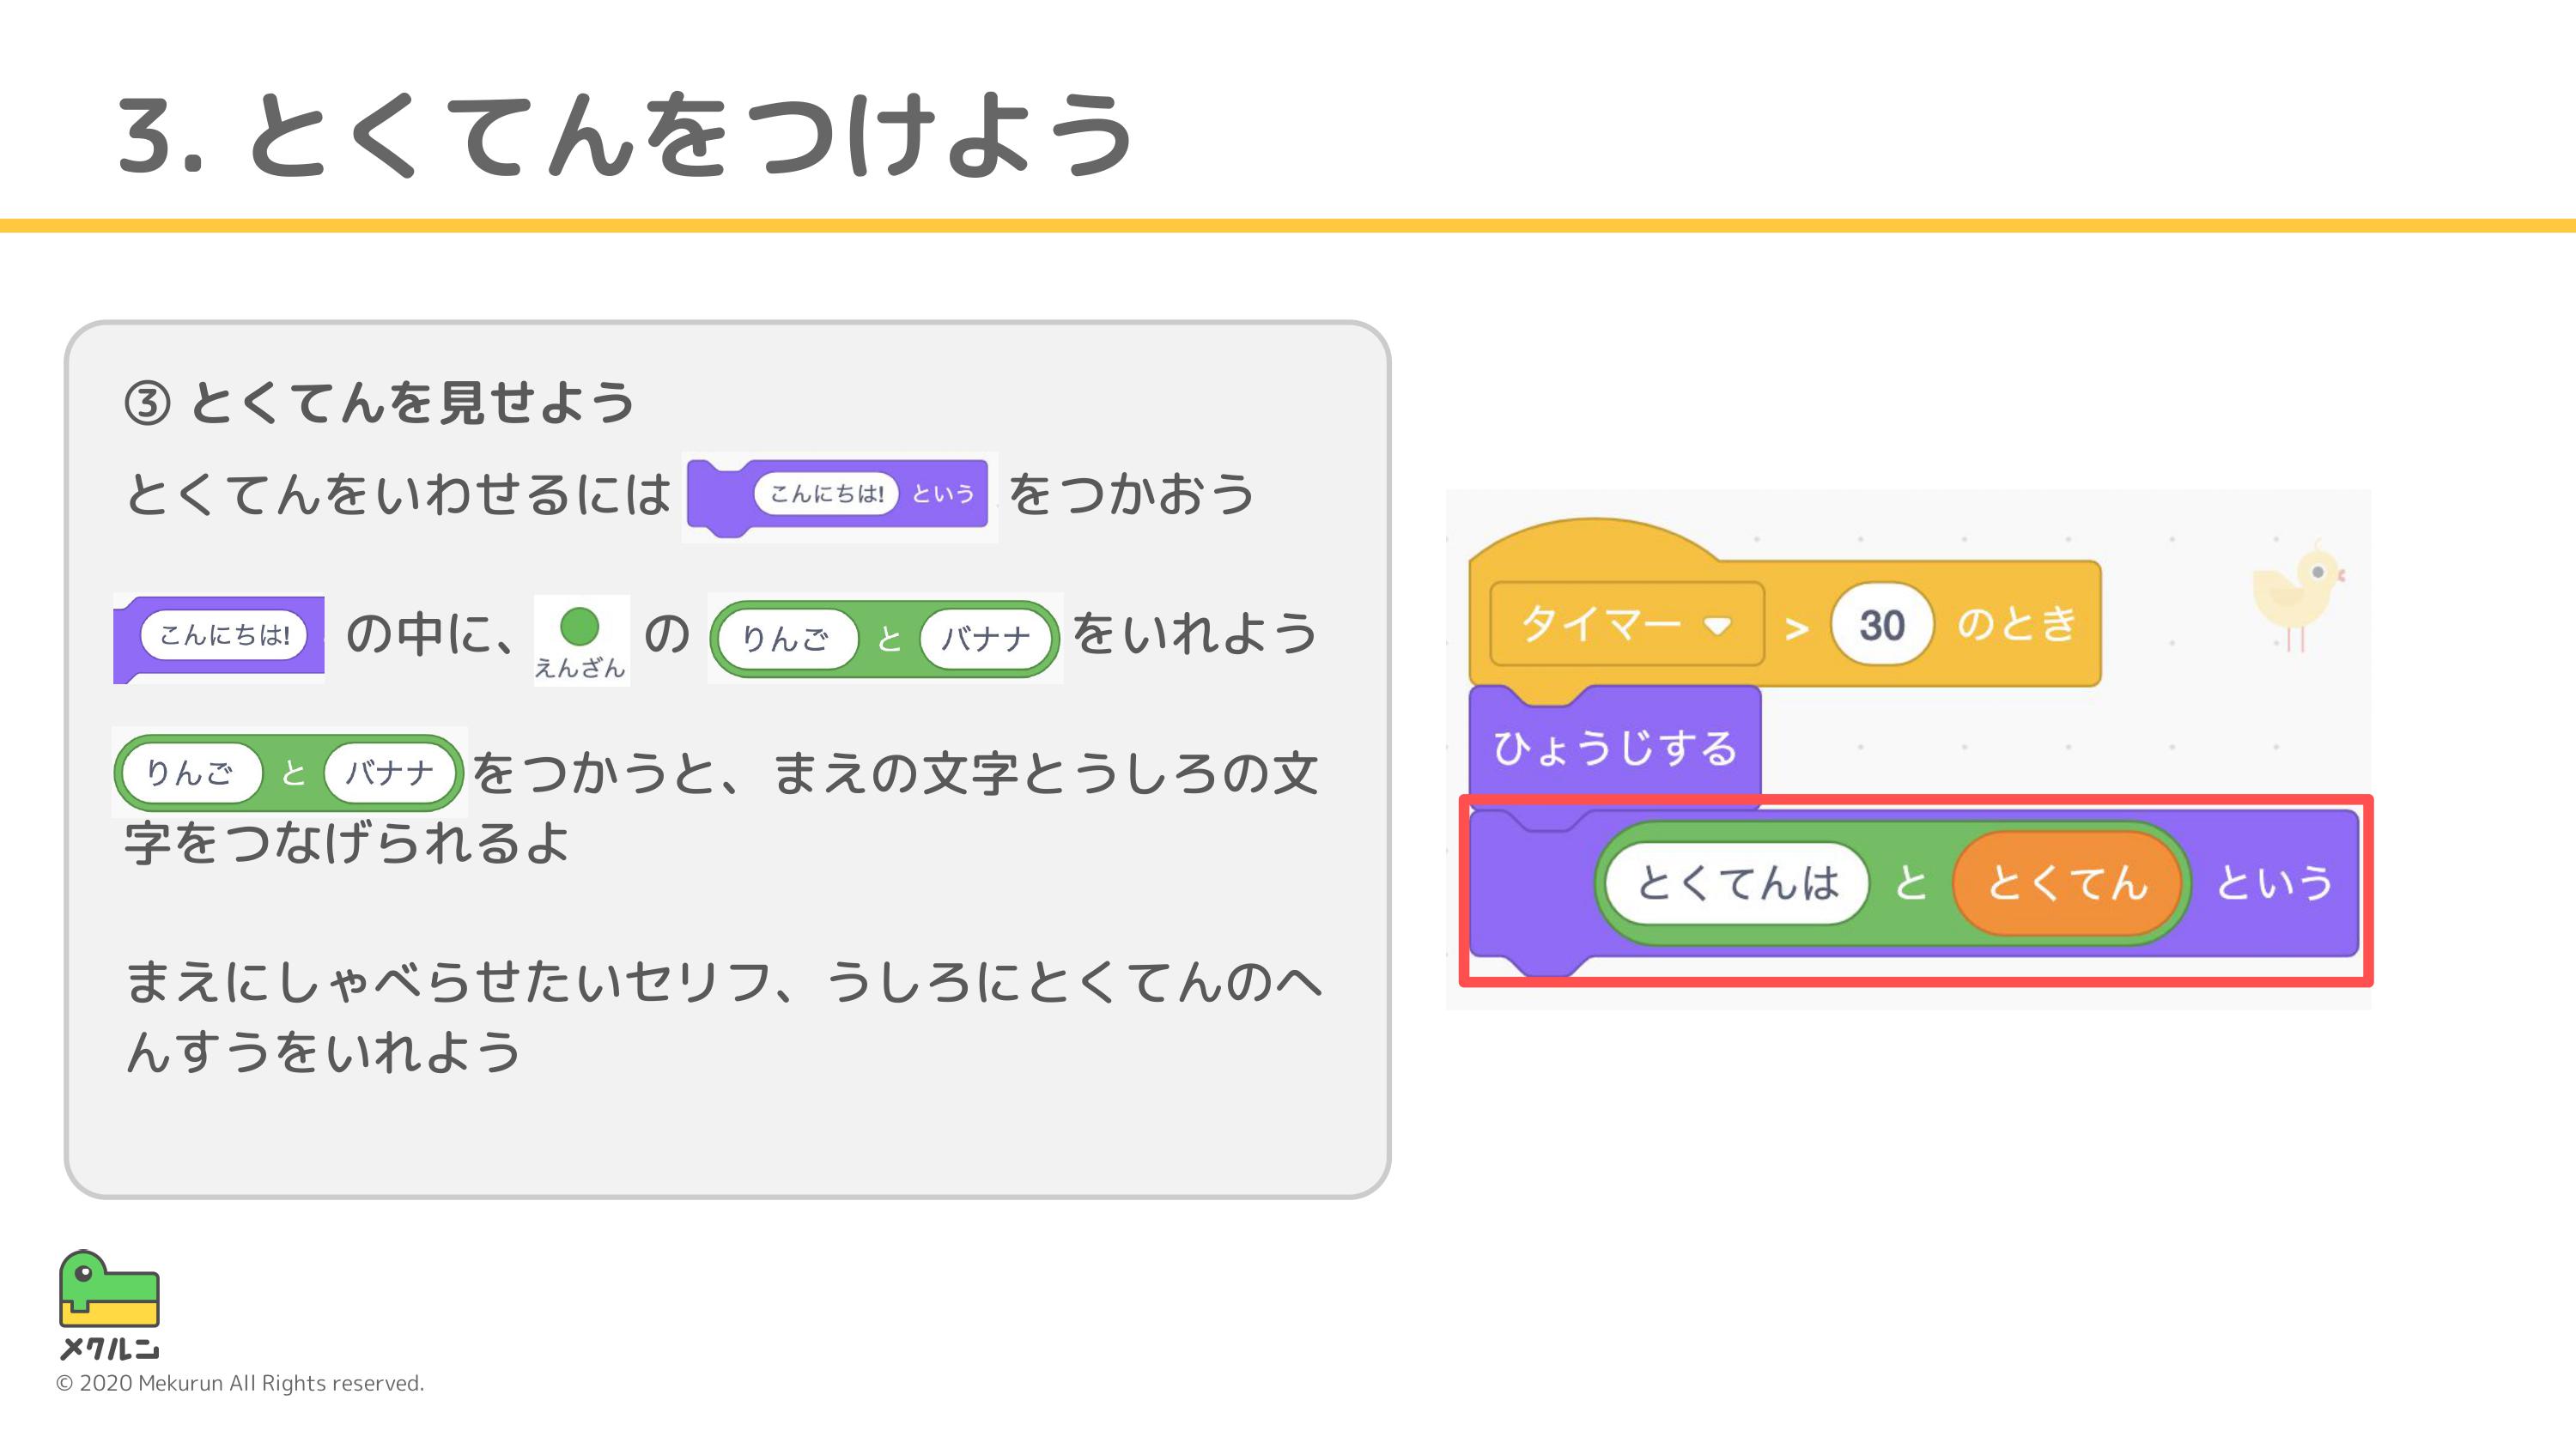 3. とくてんをつけよう
③ とくてんを見せよう
とくてんをいわせるには こんにちは! という をつかおう
こんにちは! の中に、 えんざん の りんご と バナナ をいれよう
りんご と バナナ をつかうと、まえの文字とうしろの文
字をつなげられるよ
まえにしゃべらせたいセリフ、うしろにとくてんのへ
んすうをいれよう
タイマー > 30 のとき
ひょうじする
とくてんは と とくてん という
メクルン
© 2020 Mekurun All Rights reserved.